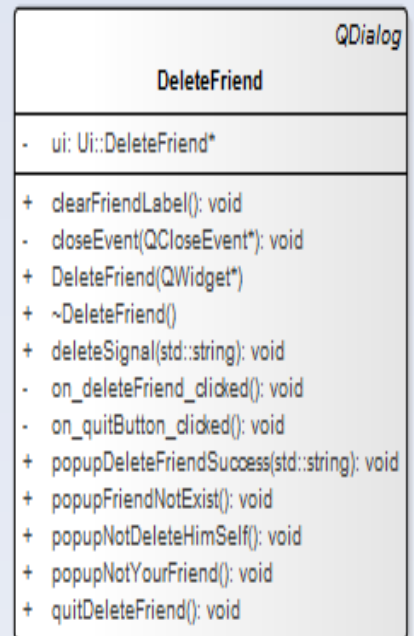 QDialog
DeleteFriend
- ui: Ui::DeleteFriend*
+ clearFriendLabel(): void
- closeEvent(QCloseEvent*): void
+ DeleteFriend(QWidget*)
+ ~DeleteFriend()
+ deleteSignal(std::string): void
- on_deleteFriend_clicked(): void
- on_quitButton_clicked(): void
+ popupDeleteFriendSuccess(std::string): void
+ popupFriendNotExist(): void
+ popupNotDeleteHimSelf(): void
+ popupNotYourFriend(): void
+ quitDeleteFriend(): void